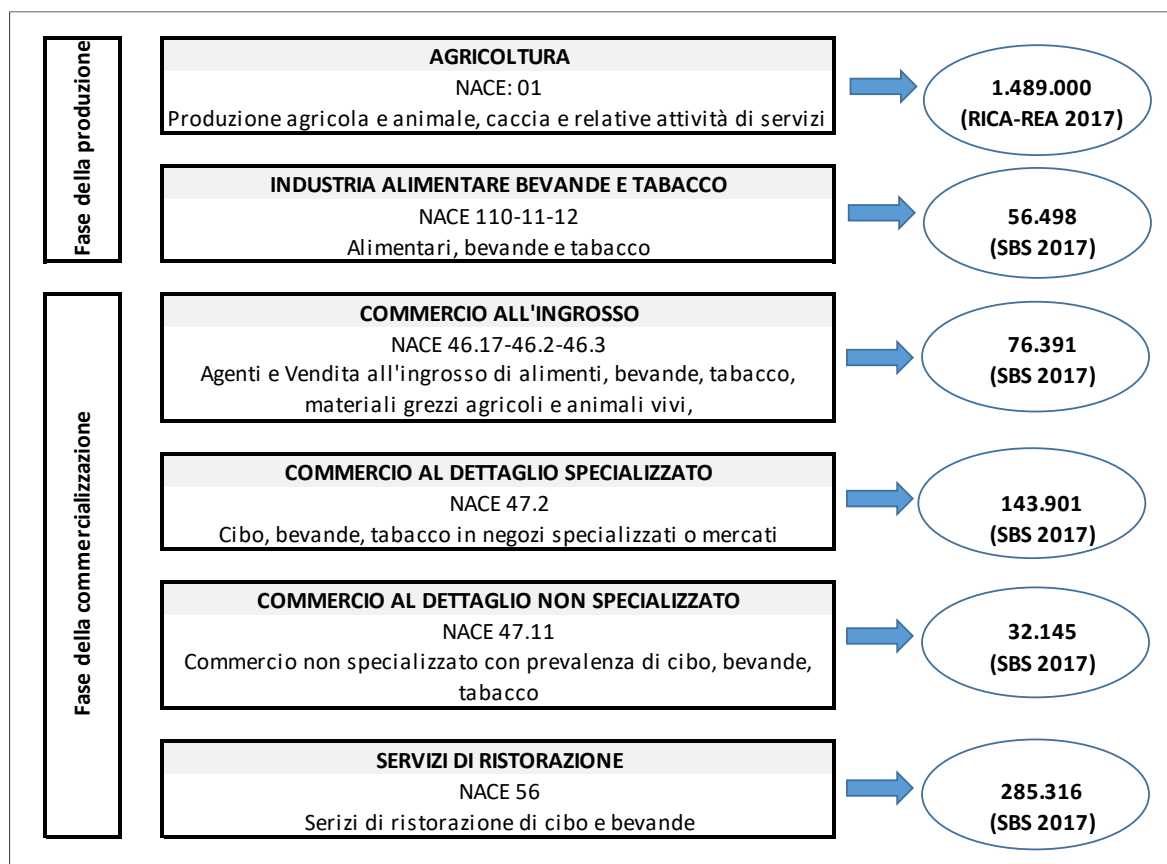 Fase della produzione
AGRICOLTURA
NACE: 01
Produzione agricola e animale, caccia e relative attività di servizi
1.489.000
(RICA-REA 2017)
INDUSTRIA ALIMENTARE BEVANDE E TABACCO
NACE 110-11-12
Alimentari, bevande e tabacco
56.498
(SBS 2017)
Fase della commercializzazione
COMMERCIO ALL'INGROSSO
NACE 46.17-46.2-46.3
Agenti e Vendita all'ingrosso di alimenti, bevande, tabacco,
materiali grezzi agricoli e animali vivi,
76.391
(SBS 2017)
COMMERCIO AL DETTAGLIO SPECIALIZZATO
NACE 47.2
Cibo, bevande, tabacco in negozi specializzati o mercati
143.901
(SBS 2017)
COMMERCIO AL DETTAGLIO NON SPECIALIZZATO
NACE 47.11
Commercio non specializzato con prevalenza di cibo, bevande,
tabacco
32.145
(SBS 2017)
SERVIZI DI RISTORAZIONE
NACE 56
Serizi di ristorazione di cibo e bevande
285.316
(SBS 2017)